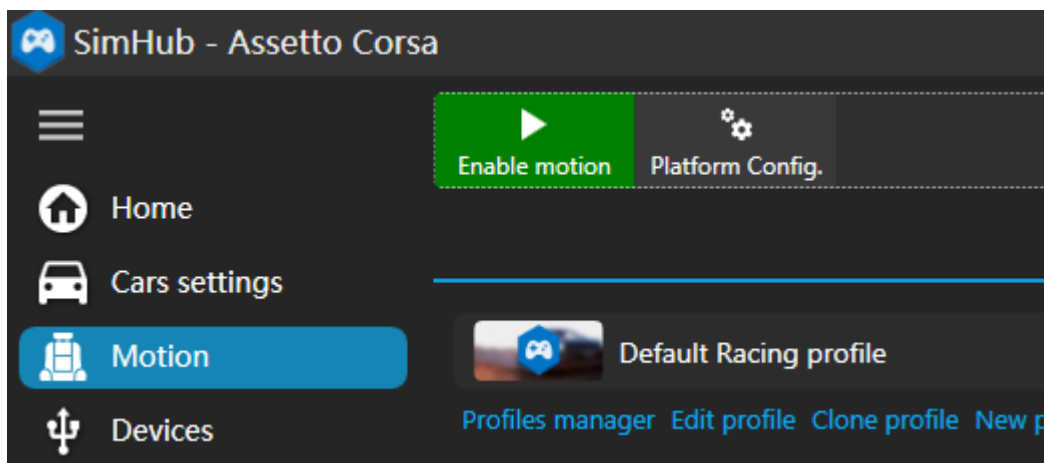 SimHub - Assetto Corsa
Enable motion
Platform Config.
Home
Cars settings
Motion
Devices
Default Racing profile
Profiles manager Edit profile Clone profile New